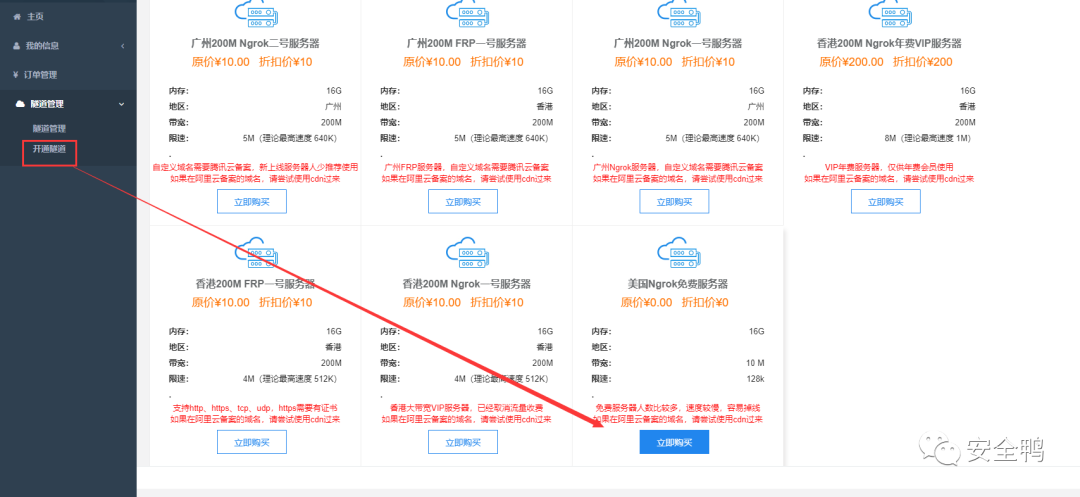 主页
我的信息
¥ 订单管理
隧道管理
隧道管理
开通隧道
广州200M Ngrok二号服务器
原价¥10.00 折扣价¥10
内存: 16G
地区: 广州
带宽: 200M
限速: 5M（理论最高速度 640K）
.
自定义域名需要腾讯云备案，新上线服务器人少推荐使用
如果在阿里云备案的域名，请尝试使用cdn过来
立即购买
广州200M FRP一号服务器
原价¥10.00 折扣价¥10
内存: 16G
地区: 香港
带宽: 200M
限速: 5M（理论最高速度 640K）
.
广州FRP服务器，自定义域名需要腾讯云备案
如果在阿里云备案的域名，请尝试使用cdn过来
立即购买
广州200M Ngrok一号服务器
原价¥10.00 折扣价¥10
内存: 16G
地区: 广州
带宽: 200M
限速: 5M（理论最高速度 640K）
.
广州Ngrok服务器，自定义域名需要腾讯云备案
如果在阿里云备案的域名，请尝试使用cdn过来
立即购买
香港200M Ngrok年费VIP服务器
原价¥200.00 折扣价¥200
内存: 16G
地区: 香港
带宽: 200M
限速: 8M（理论最高速度 1M）
.
VIP年费服务器，仅供年费会员使用
如果在阿里云备案的域名，请尝试使用cdn过来
立即购买
香港200M FRP一号服务器
原价¥10.00 折扣价¥10
内存: 16G
地区: 香港
带宽: 200M
限速: 4M（理论最高速度 512K）
.
支持http、https、tcp、udp，https需要有证书
如果在阿里云备案的域名，请尝试使用cdn过来
立即购买
香港200M Ngrok一号服务器
原价¥10.00 折扣价¥10
内存: 16G
地区: 香港
带宽: 200M
限速: 4M（理论最高速度 512K）
.
香港大带宽VIP服务器，已经取消流量收费
如果在阿里云备案的域名，请尝试使用cdn过来
立即购买
美国Ngrok免费服务器
原价¥0.00 折扣价¥0
内存: 16G
地区:
带宽: 10 M
限速: 128k
.
免费服务器人数比较多，速度较慢，容易掉线
如果在阿里云备案的域名，请尝试使用cdn过来
立即购买
安全鸭